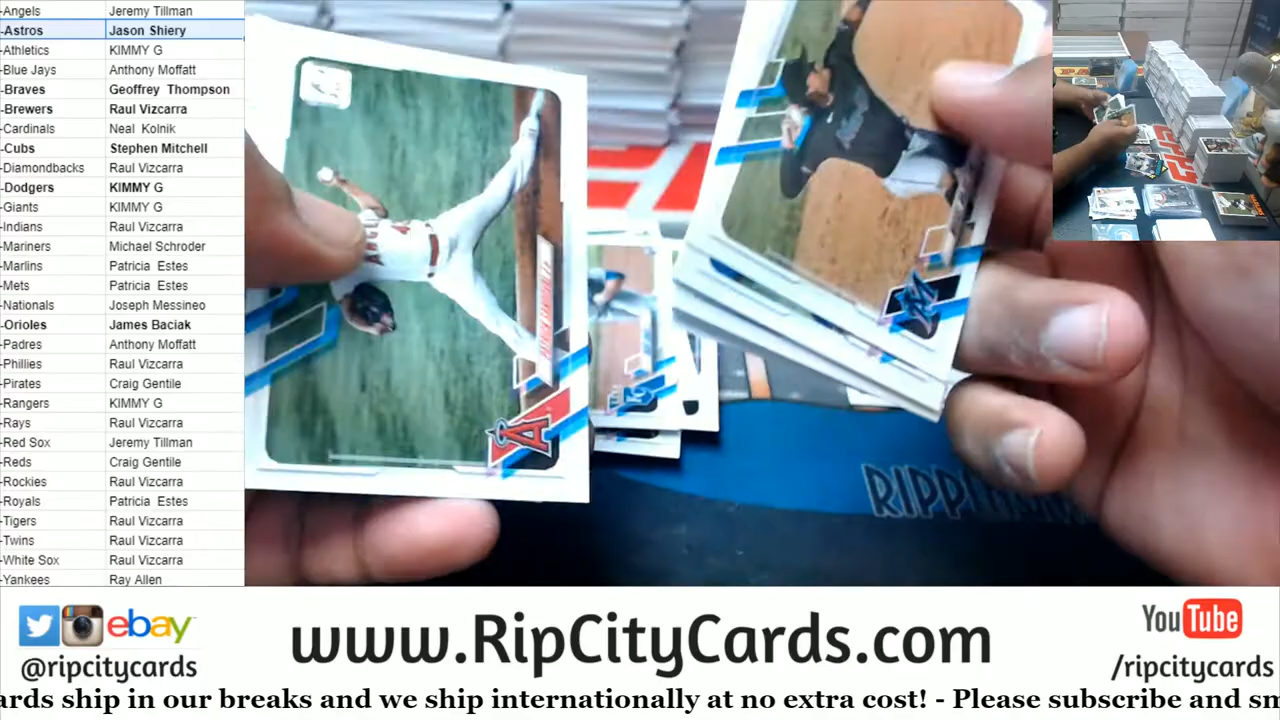 -Angels Jeremy Tillman
-Astros Jason Shiery
-Athletics KIMMY G
-Blue Jays Anthony Moffatt
-Braves Geoffrey Thompson
-Brewers Raul Vizcarra
-Cardinals Neal Kolnik
-Cubs Stephen Mitchell
-Diamondbacks Raul Vizcarra
-Dodgers KIMMY G
-Giants KIMMY G
-Indians Raul Vizcarra
-Mariners Michael Schroder
-Marlins Patricia Estes
-Mets Patricia Estes
-Nationals Joseph Messineo
-Orioles James Baciak
-Padres Anthony Moffatt
-Phillies Raul Vizcarra
-Pirates Craig Gentile
-Rangers KIMMY G
-Rays Raul Vizcarra
-Red Sox Jeremy Tillman
-Reds Craig Gentile
-Rockies Raul Vizcarra
-Royals Patricia Estes
-Tigers Raul Vizcarra
-Twins Raul Vizcarra
-White Sox Raul Vizcarra
-Yankees Ray Allen
ebay
@ripcitycards
www.RipCityCards.com
YouTube
/ripcitycards
ards ship in our breaks and we ship internationally at no extra cost! - Please subscribe and sn